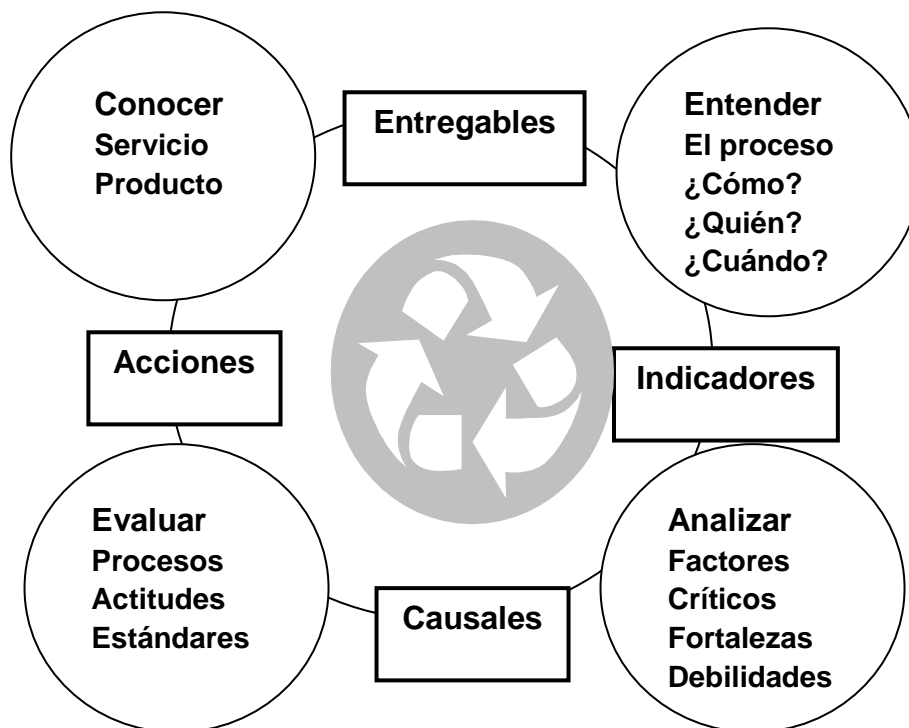 Conocer
Servicio
Producto
Entregables
Entender
El proceso
¿Cómo?
¿Quién?
¿Cuándo?
Acciones
Indicadores
Evaluar
Procesos
Actitudes
Estándares
Causales
Analizar
Factores
Críticos
Fortalezas
Debilidades